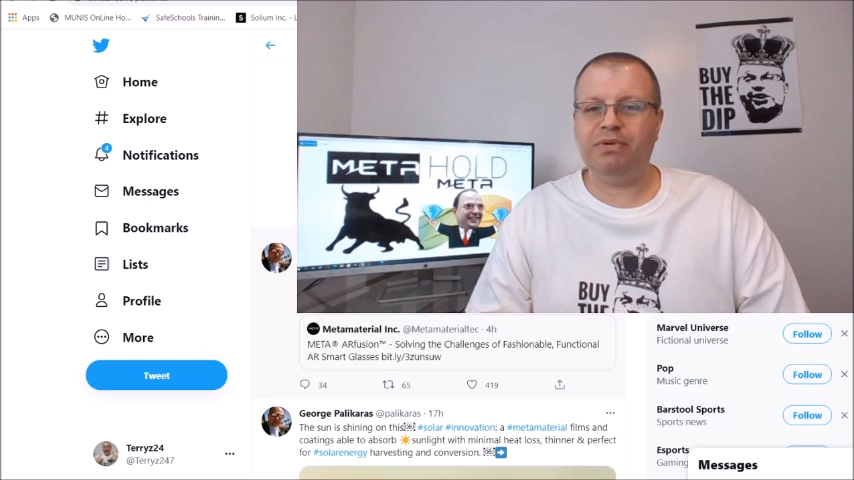 Apps
MUNIS OnLine Ho...
SafeSchools Trainin...
Solium Inc. - L
Home
Explore
Notifications
4
Messages
Bookmarks
Lists
Profile
More
Tweet
Terryz24
@Terryz247
META HOLD
META
BUY
THE
DIP
BUY
THE
Metamaterial Inc. @Metamaterialtec · 4h
META® ARfusion™ - Solving the Challenges of Fashionable, Functional
AR Smart Glasses bit.ly/3zunsuw
34
65
419
George Palikaras @palikaras · 17h
The sun is shining on this #solar #innovation: a #metamaterial films and
coatings able to absorb ☀sunlight with minimal heat loss, thinner & perfect
for #solarenergy harvesting and conversion. ➡
Marvel Universe
Fictional universe
Follow
Pop
Music genre
Follow
Barstool Sports
Sports news
Follow
Esports
Gaming
Messages